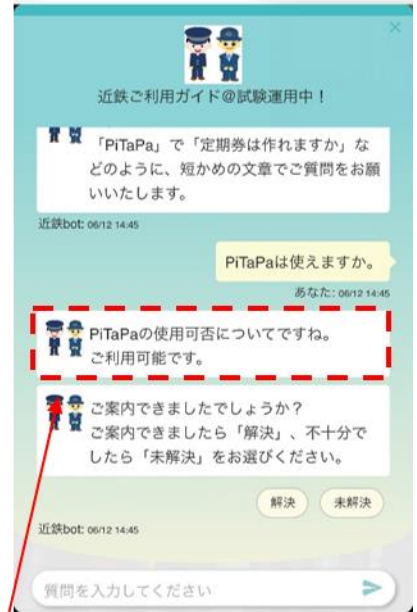 近鉄ご利用ガイド@試験運用中！
「PiTaPa」で「定期券は作れますか」な
どのように、短かめの文章でご質問をお願
いいたします。
近鉄bot: 06/12 14:45
PiTaPaは使えますか。
あなた: 06/12 14:45
PiTaPaの使用可否についてですね。
ご利用可能です。
ご案内できましたでしょうか？
ご案内できましたら「解決」、不十分で
したら「未解決」をお選びください。
解決 未解決
近鉄bot: 06/12 14:45
質問を入力してください